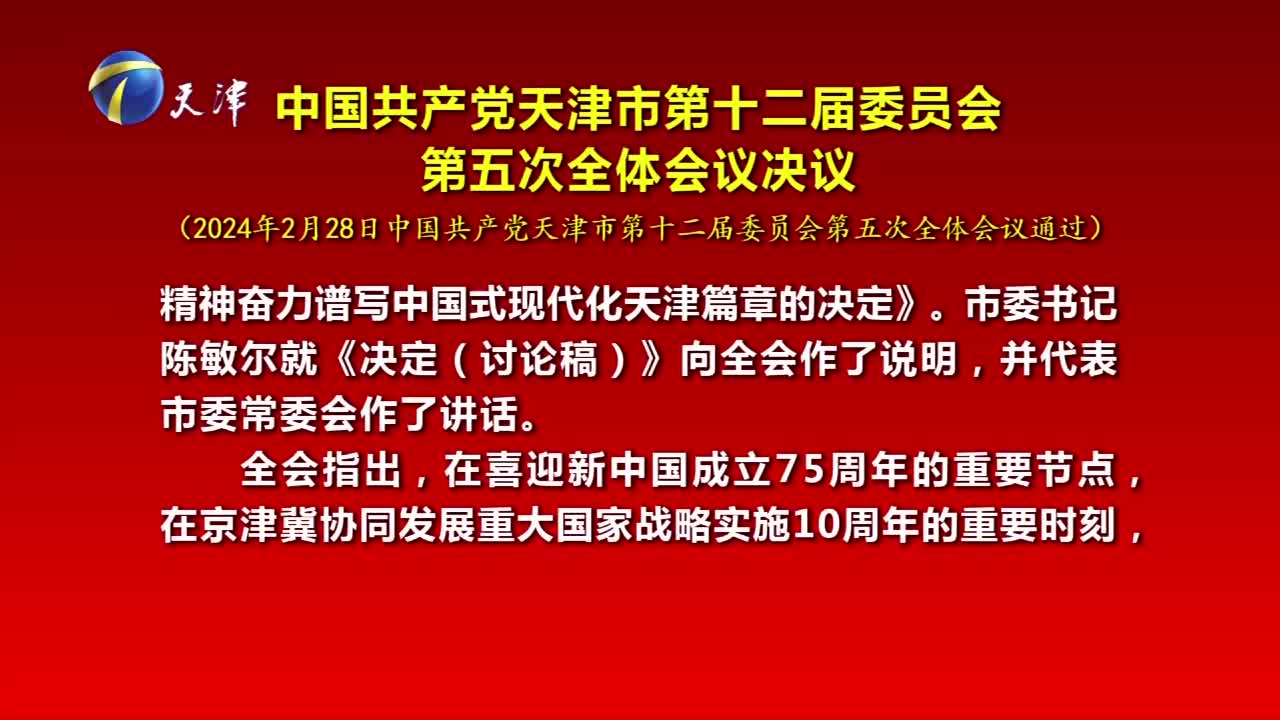 天津
中国共产党天津市第十二届委员会
第五次全体会议决议
（2024年2月28日中国共产党天津市第十二届委员会第五次全体会议通过）
精神奋力谱写中国式现代化天津篇章的决定》。市委书记
陈敏尔就《决定（讨论稿）》向全会作了说明，并代表
市委常委会作了讲话。
全会指出，在喜迎新中国成立75周年的重要节点，
在京津冀协同发展重大国家战略实施10周年的重要时刻，